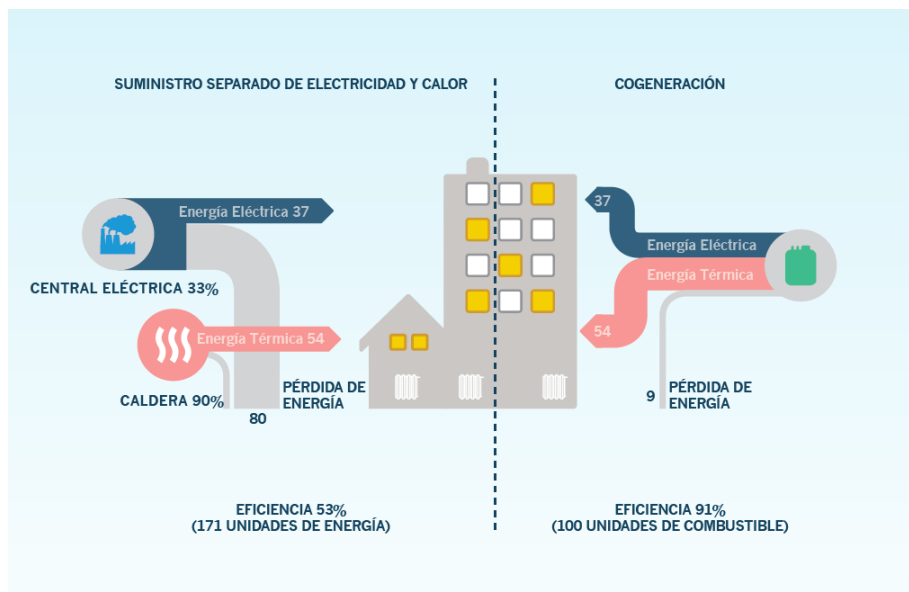 SUMINISTRO SEPARADO DE ELECTRICIDAD Y CALOR
Energía Eléctrica 37
CENTRAL ELÉCTRICA 33%
Energía Térmica 54
CALDERA 90%
PÉRDIDA DE
ENERGÍA
80
EFICIENCIA 53%
(171 UNIDADES DE ENERGÍA)
COGENERACIÓN
37
Energía Eléctrica
Energía Térmica
54
9
PÉRDIDA DE
ENERGÍA
EFICIENCIA 91%
(100 UNIDADES DE COMBUSTIBLE)